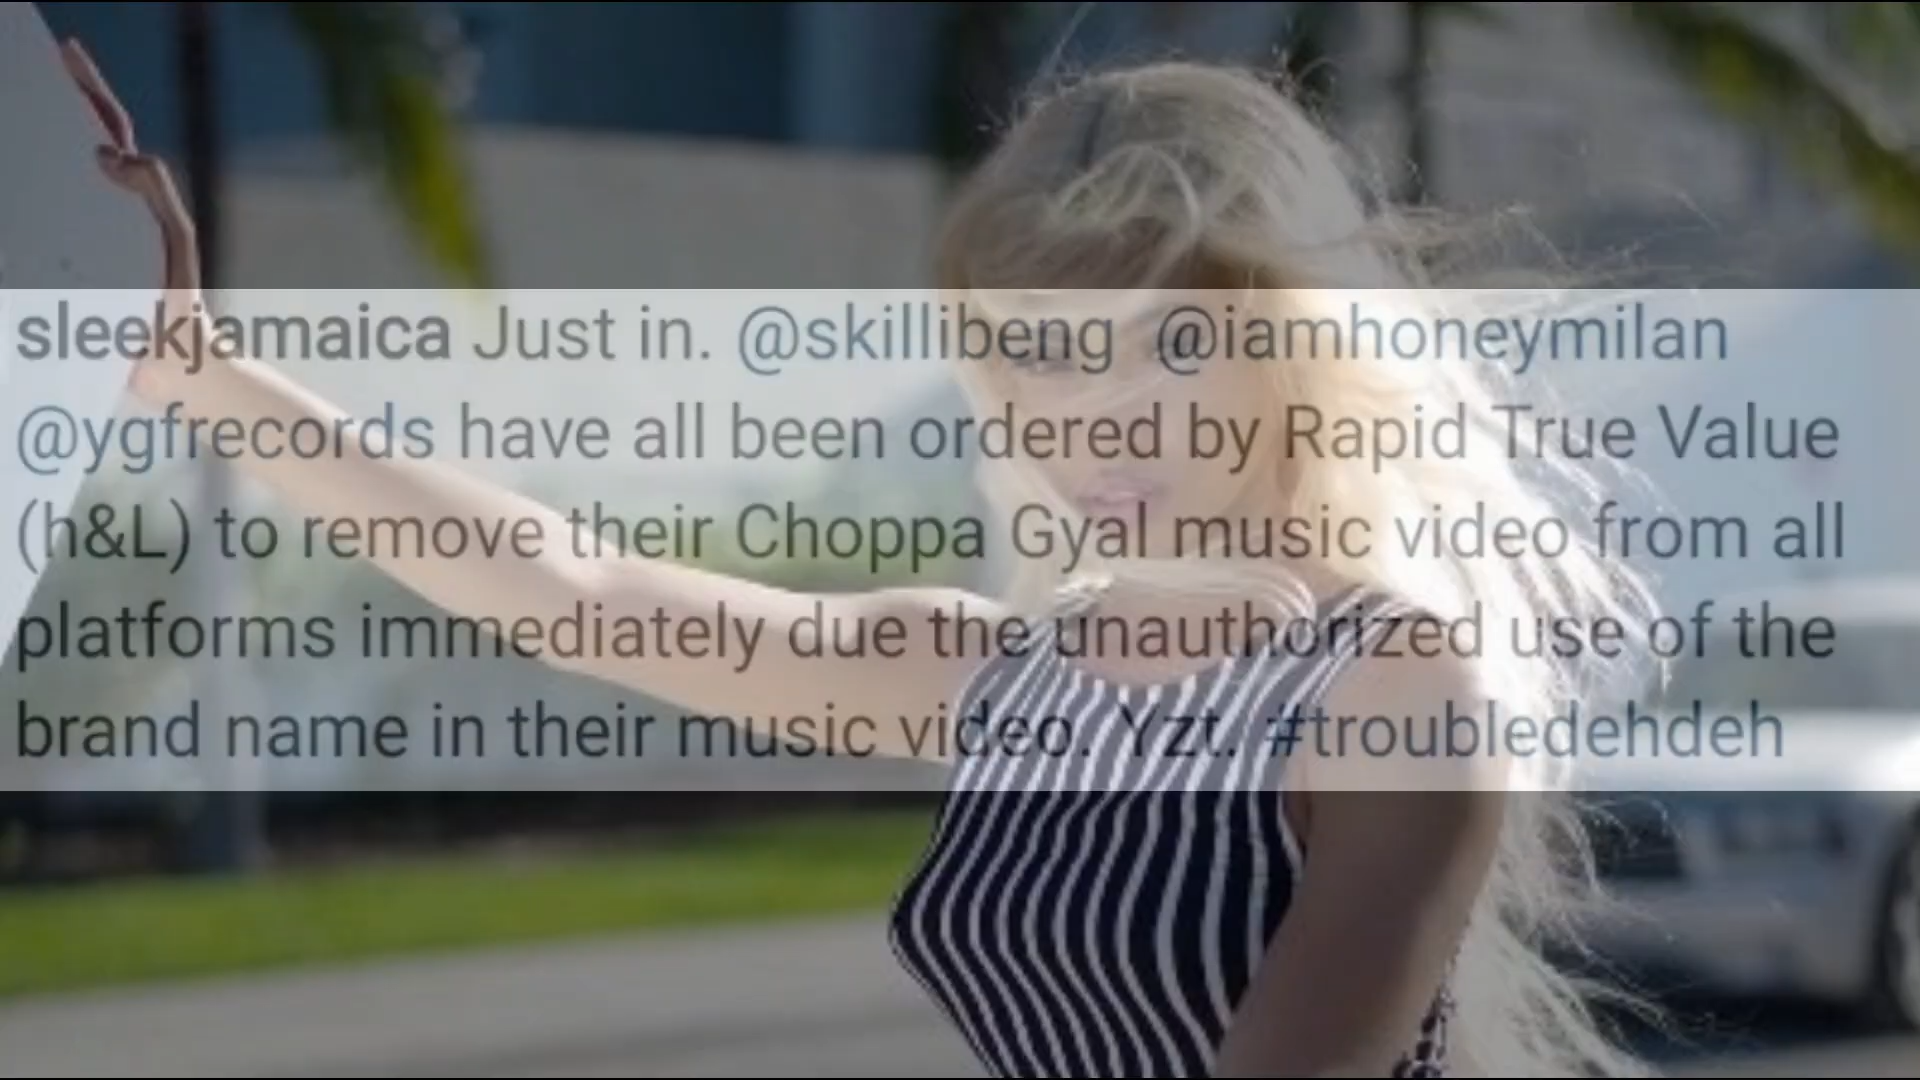 sleekjamaica Just in. @skillibeng @iamhoneymilan
@ygfrecords have all been ordered by Rapid True Value
(h&L) to remove their Choppa Gyal music video from all
platforms immediately due the unauthorized use of the
brand name in their music video. Yzt. #troubledehdeh